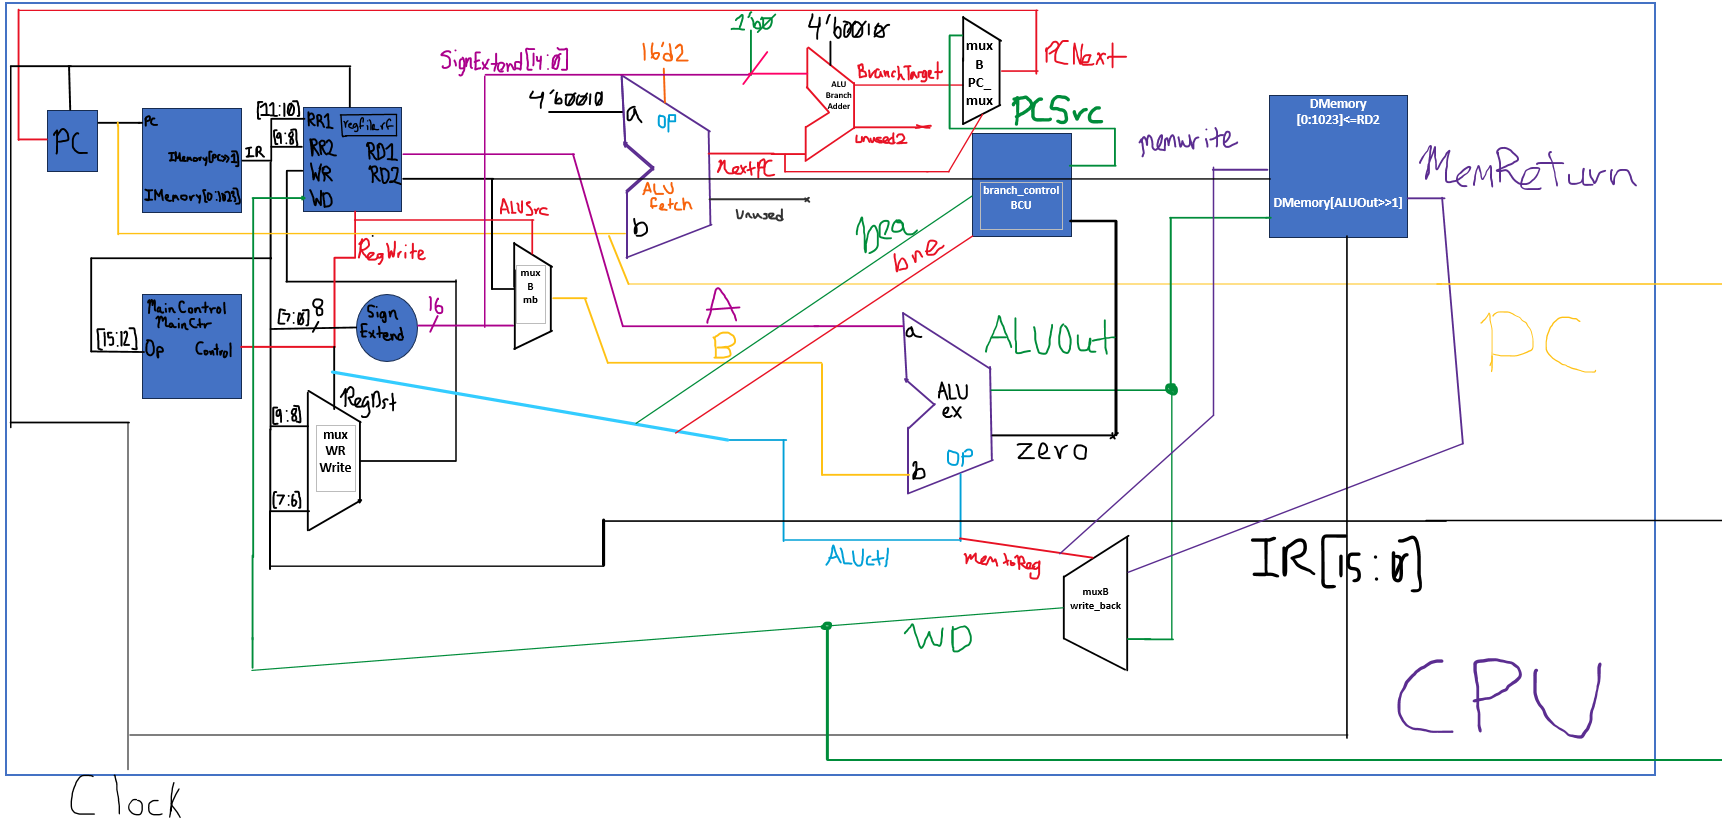 1'b0
4'b0010
SignExtend[14:0]
16'd2
mux
B
PC_
mux
PCNext
ALU
Branch
Adder
BranchTarget
unused2
4'b0010
a
OP
ALU
fetch
b
NextPC
Unused
PCSrc
PC
PC
IMemory[PC>>1]
IMemory[0:1023]
IR
[11:10]
[9:8]
RR1
regfile rf
RR2
WR
WD
RD1
RD2
ALUSrc
RegWrite
branch_control
BCU
beq
bne
memwrite
DMemory
[0:1023]<=RD2
DMemory[ALUOut>>1]
MemReturn
MainControl
MainCtr
[15:12]
Op
Control
[7:0]
8
Sign
Extend
16
mux
B
mb
A
B
a
ALU
ex
OP
b
ALUOut
zero
PC
RegDst
[9:8]
mux
WR
Write
[7:6]
ALUctl
memtoReg
muxB
write_back
WD
IR[15:0]
CPU
Clock